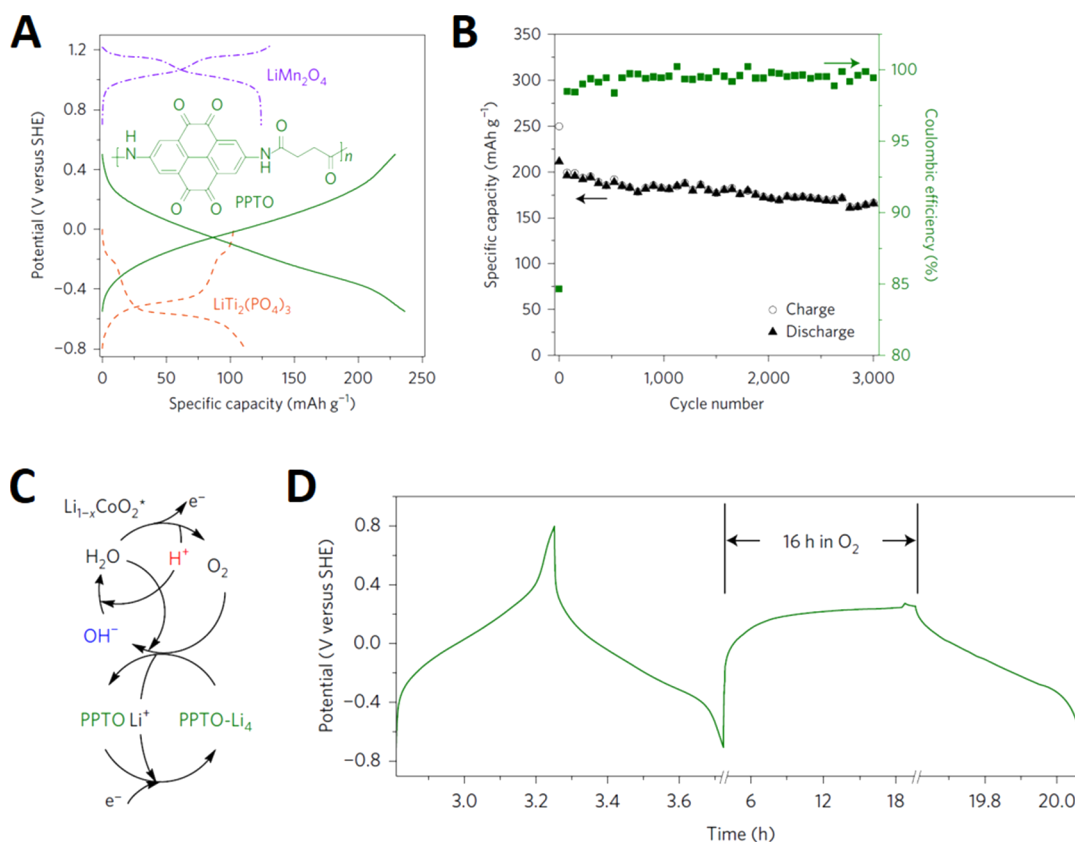 A
1.2
0.8
0.4
0.0
−0.4
−0.8
Potential (V versus SHE)
LiMn2O4
O
O
O
O
H
N
N
H
O
O
n
PPTO
LiTi2(PO4)3
0
50
100
150
200
250
Specific capacity (mAh g−1)
B
350
300
250
200
150
100
50
0
Specific capacity (mAh g−1)
100
95
90
85
80
Coulombic efficiency (%)
Charge
Discharge
0
1,000
2,000
3,000
Cycle number
C
Li1−xCoO2*
e−
H2O
H+
O2
OH−
PPTO Li+ PPTO-Li4
e−
D
0.8
0.4
0.0
−0.4
−0.8
Potential (V versus SHE)
16 h in O2
3.0
3.2
3.4
3.6
6
12
18
19.8
20.0
Time (h)